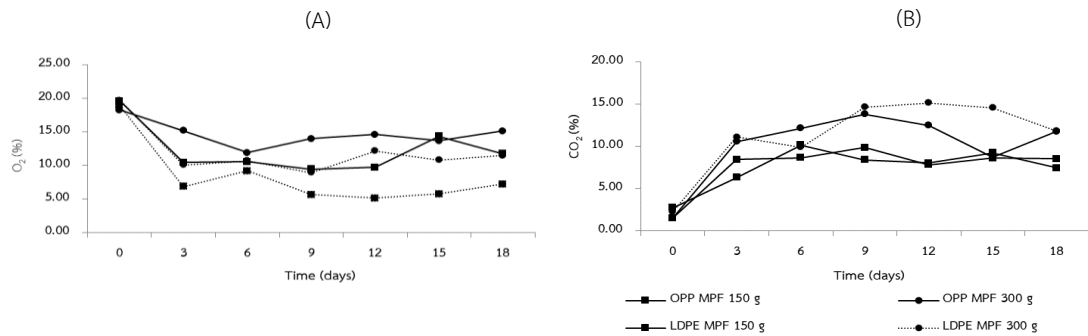 (A)
(B)
25.00
20.00
15.00
10.00
5.00
0.00
O2 (%)
0 3 6 9 12 15 18
Time (days)
20.00
15.00
10.00
5.00
0.00
CO2 (%)
0 3 6 9 12 15 18
Time (days)
OPP MPF 150 g OPP MPF 300 g
LDPE MPF 150 g LDPE MPF 300 g